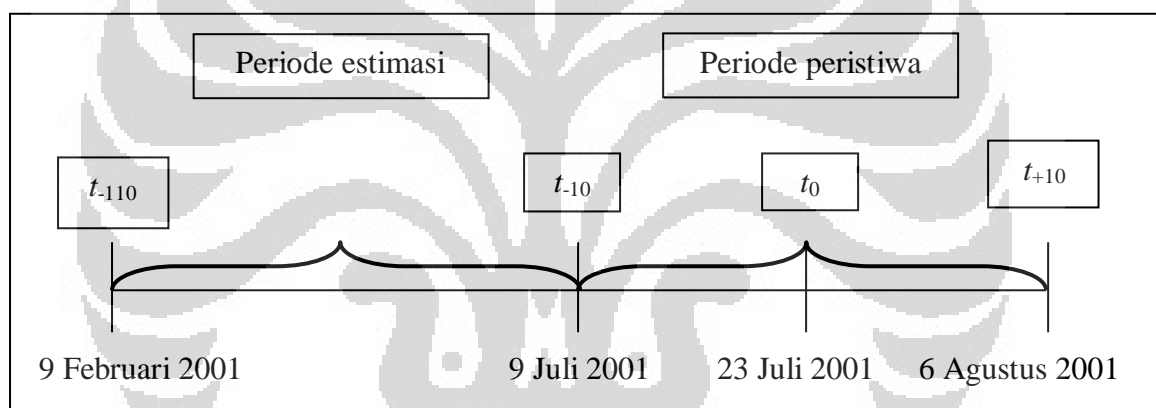 Periode estimasi Periode peristiwa
t-110 t-10 t0 t+10
9 Februari 2001 9 Juli 2001 23 Juli 2001 6 Agustus 2001